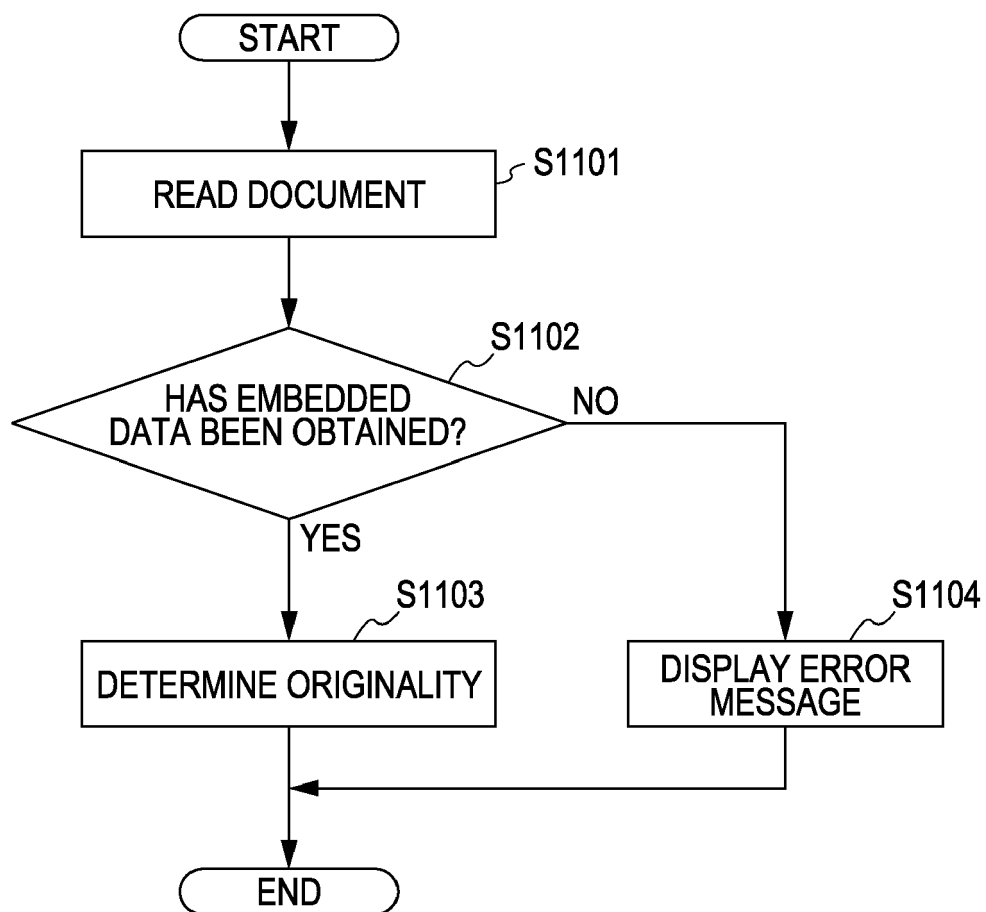 START
S1101
READ DOCUMENT
S1102
HAS EMBEDDED
DATA BEEN OBTAINED?
NO
YES
S1103
DETERMINE ORIGINALITY
S1104
DISPLAY ERROR
MESSAGE
END